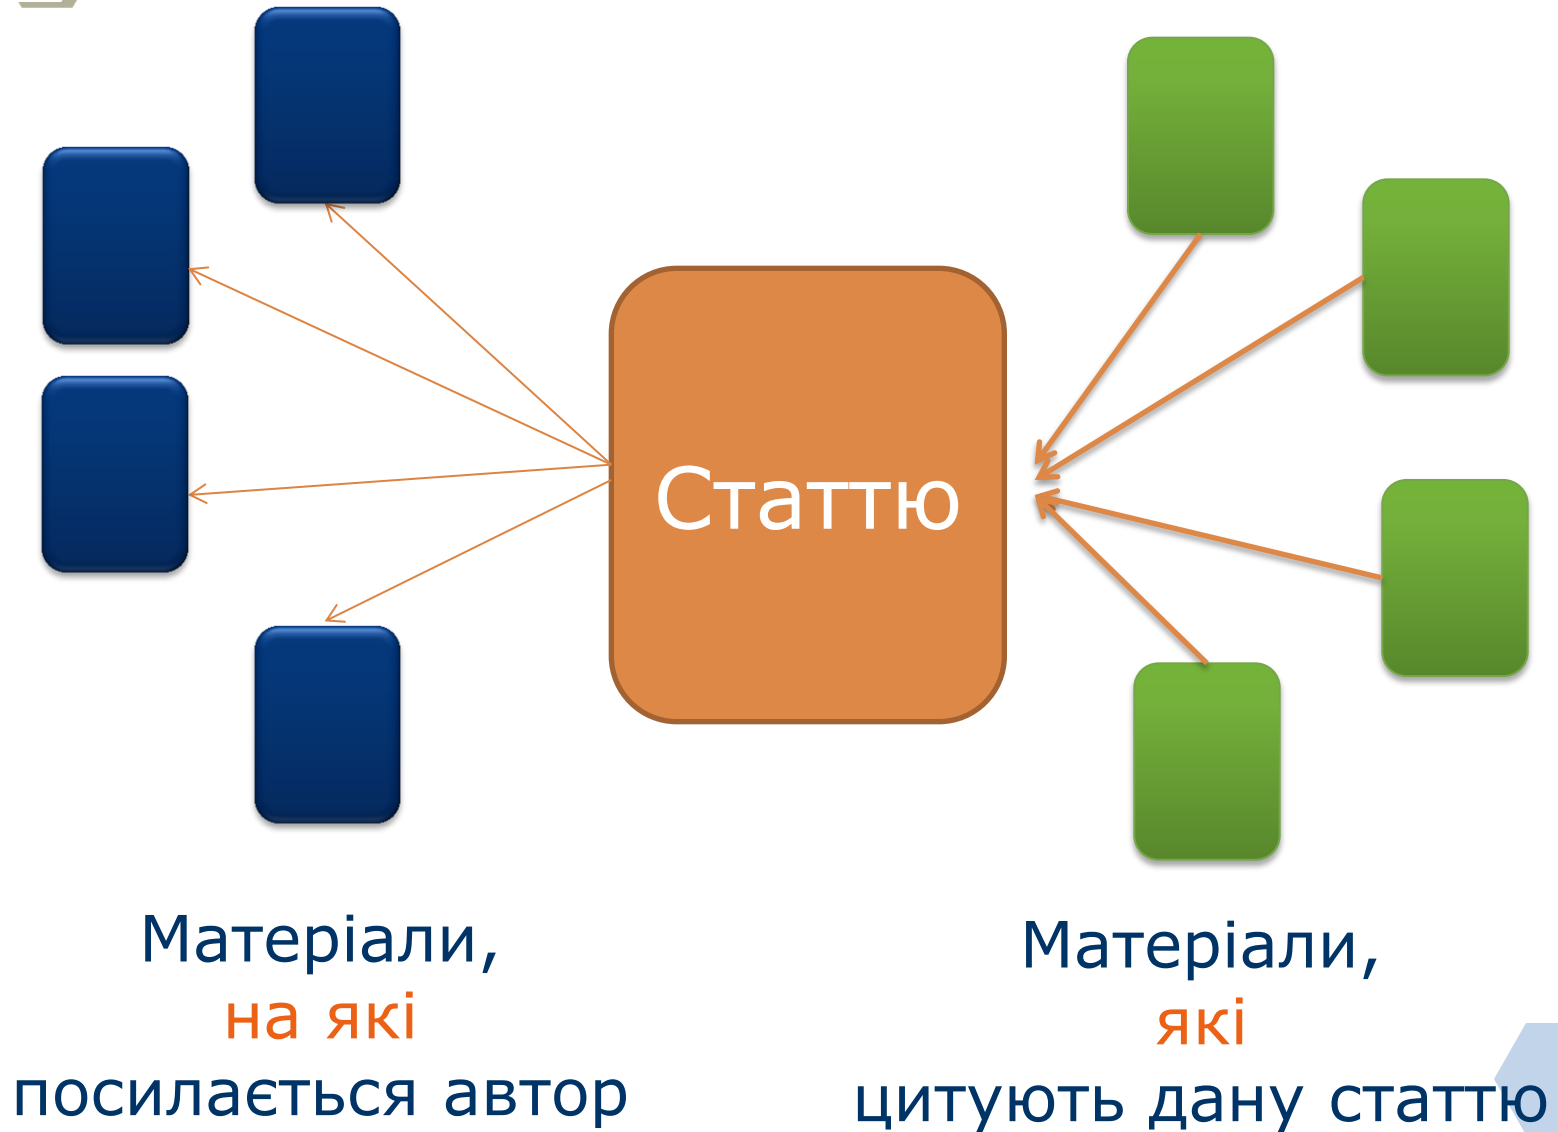 Статтю
Матеріали,
на які
посилається автор
Матеріали,
які
цитують дану статтю